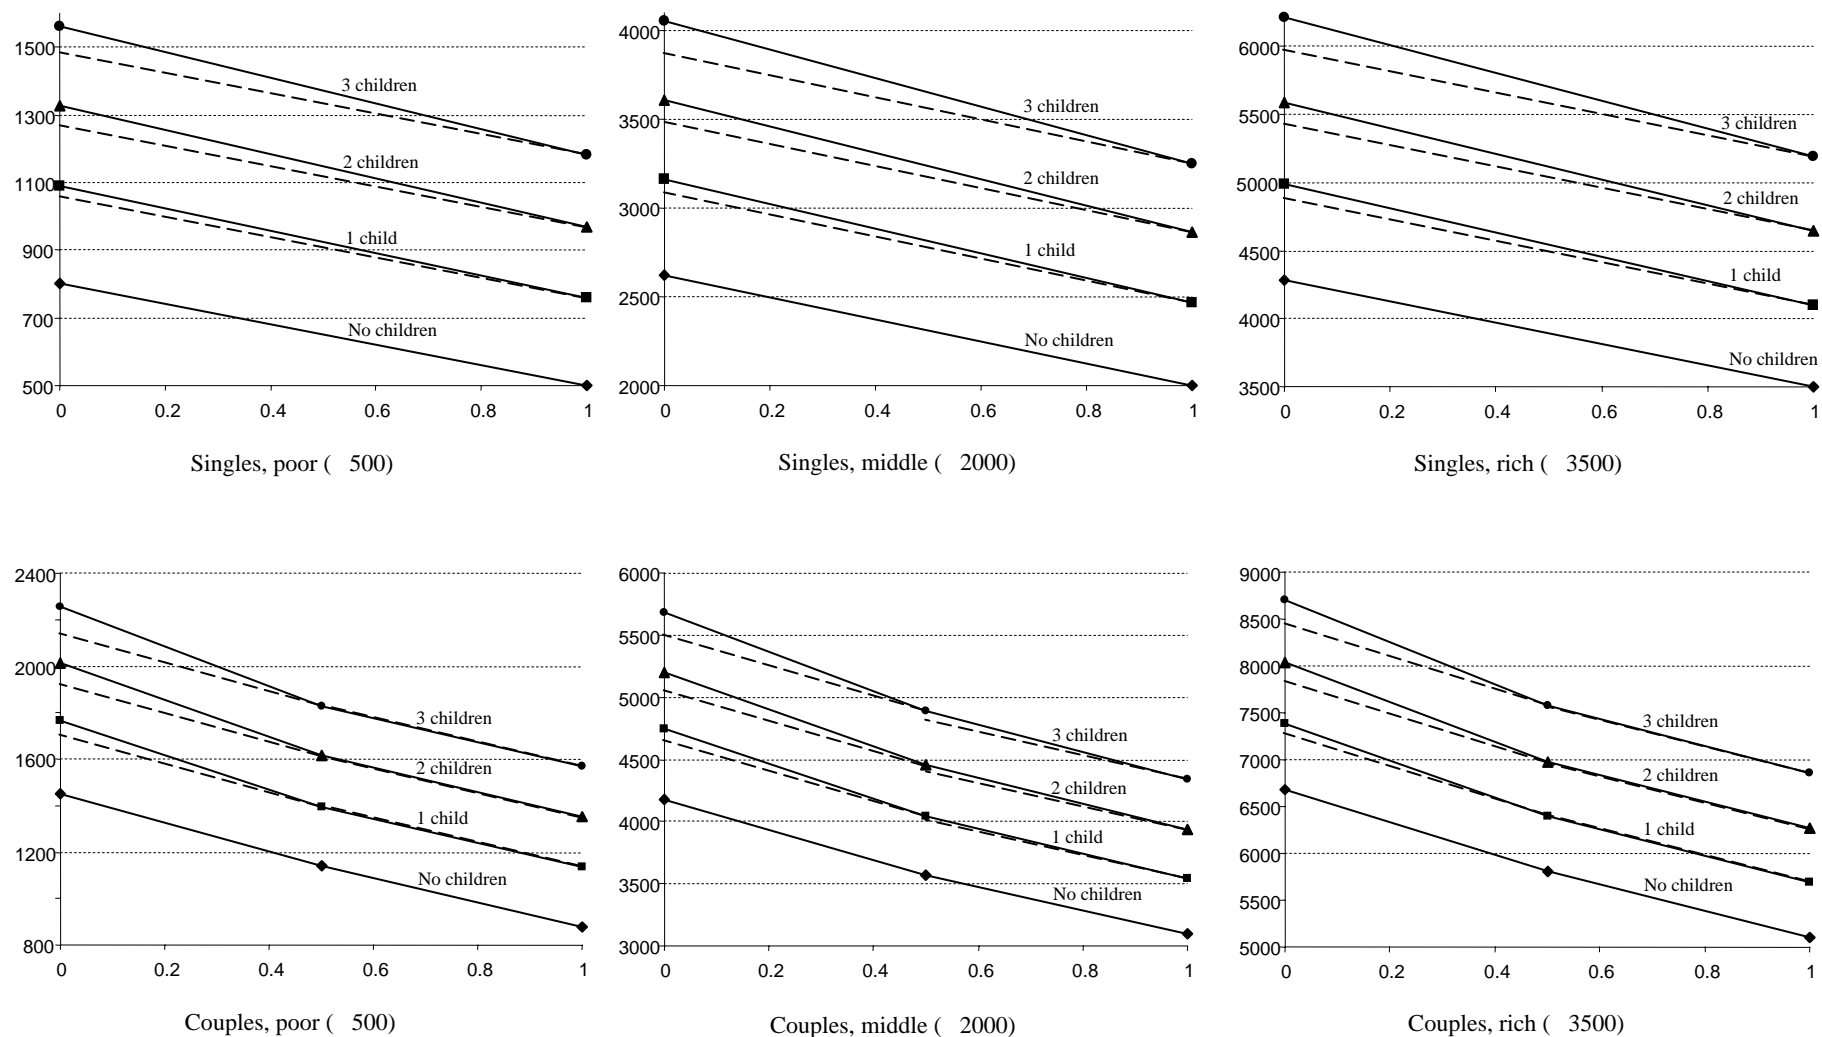 1500
1300
1100
900
700
500
3 children
2 children
1 child
No children
0 0.2 0.4 0.6 0.8 1
Singles, poor ( 500)
4000
3500
3000
2500
2000
3 children
2 children
1 child
No children
0 0.2 0.4 0.6 0.8 1
Singles, middle ( 2000)
6000
5500
5000
4500
4000
3500
3 children
2 children
1 child
No children
0 0.2 0.4 0.6 0.8 1
Singles, rich ( 3500)
2400
2000
1600
1200
800
3 children
2 children
1 child
No children
0 0.2 0.4 0.6 0.8 1
Couples, poor ( 500)
6000
5500
5000
4500
4000
3500
3000
3 children
2 children
1 child
No children
0 0.2 0.4 0.6 0.8 1
Couples, middle ( 2000)
9000
8500
8000
7500
7000
6500
6000
5500
5000
3 children
2 children
1 child
No children
0 0.2 0.4 0.6 0.8 1
Couples, rich ( 3500)